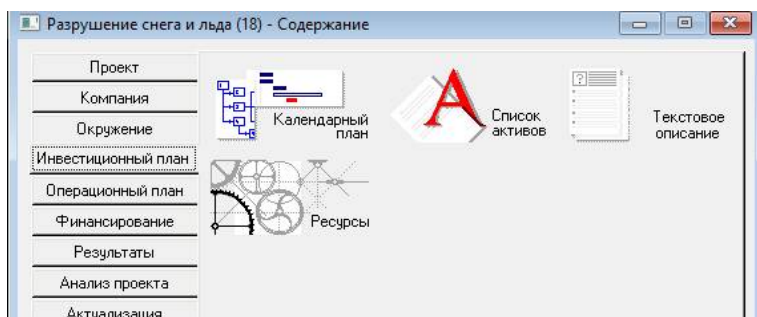 Разрушение снега и льда (18) - Содержание
Проект
Компания
Окружение
Инвестиционный план
Операционный план
Финансирование
Результаты
Анализ проекта
Актуализация
Календарный
план
Список
активов
Текстовое
описание
Ресурсы